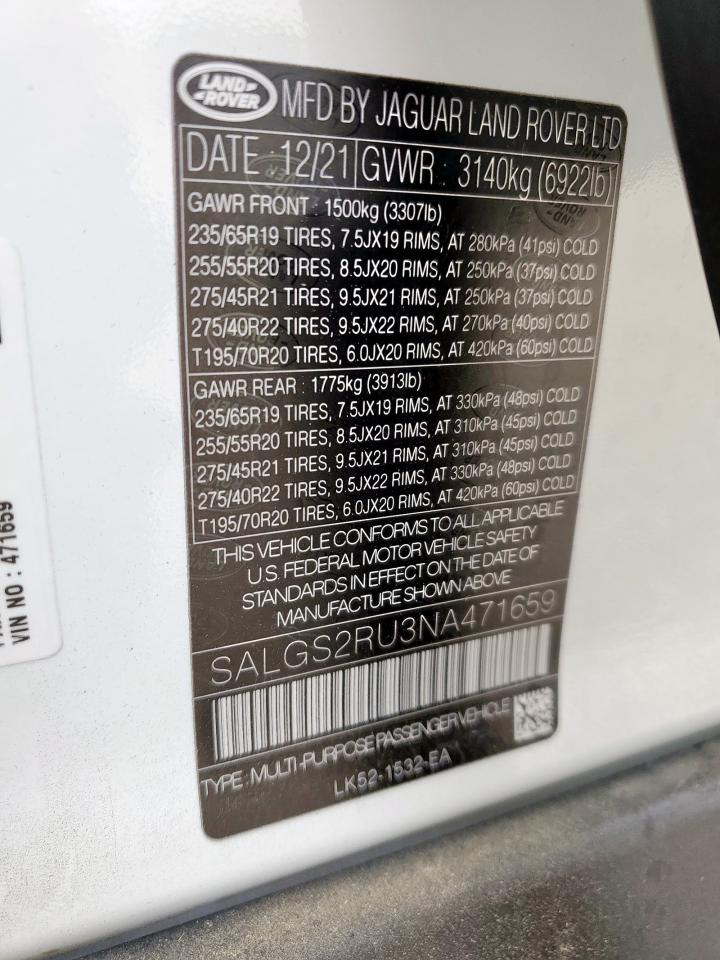 LAND ROVER
MFD BY JAGUAR LAND ROVER LTD
DATE : 12/21 GVWR : 3140kg (6922lb)
GAWR FRONT : 1500kg (3307lb)
235/65R19 TIRES, 7.5JX19 RIMS, AT 280kPa (41psi) COLD
255/55R20 TIRES, 8.5JX20 RIMS, AT 250kPa (37psi) COLD
275/45R21 TIRES, 9.5JX21 RIMS, AT 250kPa (37psi) COLD
275/40R22 TIRES, 9.5JX22 RIMS, AT 270kPa (40psi) COLD
T195/70R20 TIRES, 6.0JX20 RIMS, AT 420kPa (60psi) COLD
GAWR REAR : 1775kg (3913lb)
235/65R19 TIRES, 7.5JX19 RIMS, AT 330kPa (48psi) COLD
255/55R20 TIRES, 8.5JX20 RIMS, AT 310kPa (45psi) COLD
275/45R21 TIRES, 9.5JX21 RIMS, AT 310kPa (45psi) COLD
275/40R22 TIRES, 9.5JX22 RIMS, AT 330kPa (48psi) COLD
T195/70R20 TIRES, 6.0JX20 RIMS, AT 420kPa (60psi) COLD
THIS VEHICLE CONFORMS TO ALL APPLICABLE
U.S. FEDERAL MOTOR VEHICLE SAFETY
STANDARDS IN EFFECT ON THE DATE OF
MANUFACTURE SHOWN ABOVE
SALGS2RU3NA471659
TYPE : MULTI-PURPOSE PASSENGER VEHICLE
LK52-1532-EA
VIN NO : 471659